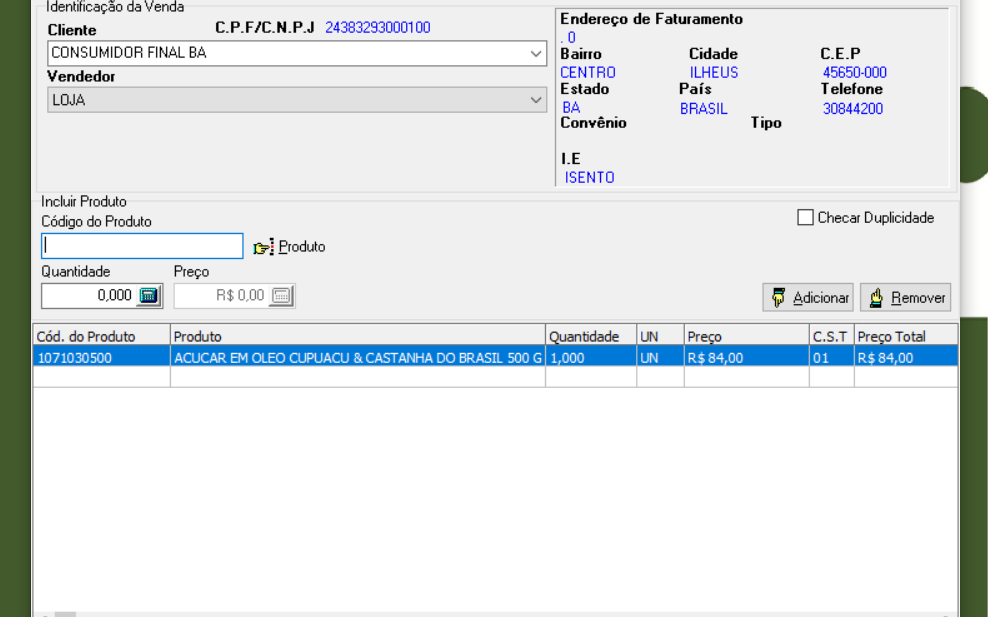 Identificação da Venda
Cliente C.P.F/C.N.P.J 24383293000100
CONSUMIDOR FINAL BA
Vendedor
LOJA
Endereço de Faturamento
. 0
Bairro Cidade C.E.P
CENTRO ILHEUS 45650-000
Estado País Telefone
BA BRASIL 30844200
Convênio Tipo
I.E
ISENTO
Incluir Produto
Código do Produto
Produto
Checar Duplicidade
Quantidade Preço
0,000 R$ 0,00
Adicionar Remover
Cód. do Produto Produto Quantidade UN Preço C.S.T Preço Total
1071030500 ACUCAR EM OLEO CUPUACU & CASTANHA DO BRASIL 500 G 1,000 UN R$ 84,00 01 R$ 84,00